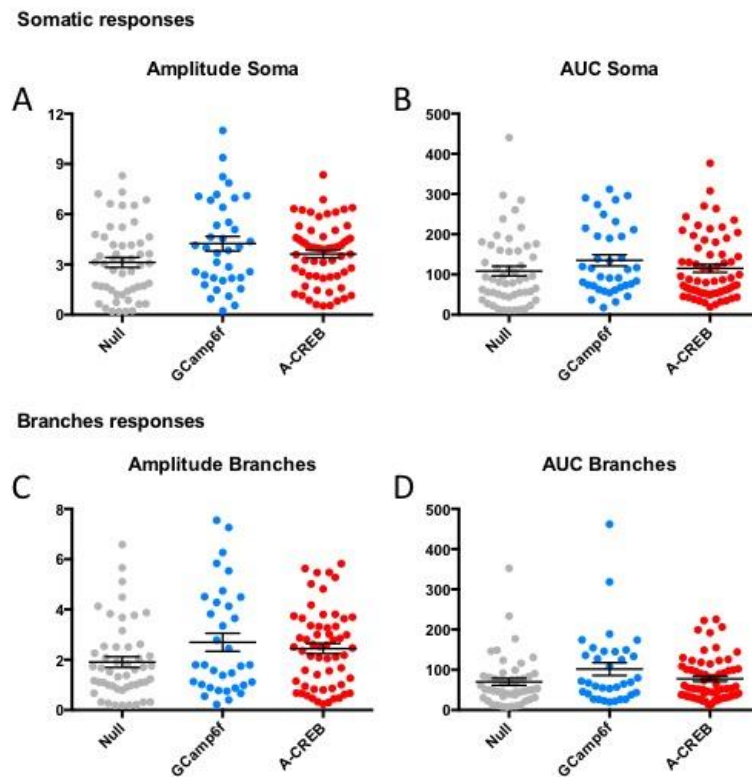 Somatic responses
Amplitude Soma
A
12
9
6
3
0
Null
GCamp6f
A-CREB
AUC Soma
B
500
400
300
200
100
0
Null
GCamp6f
A-CREB
Branches responses
Amplitude Branches
C
8
6
4
2
0
Null
GCamp6f
A-CREB
AUC Branches
D
500
400
300
200
100
0
Null
GCamp6f
A-CREB